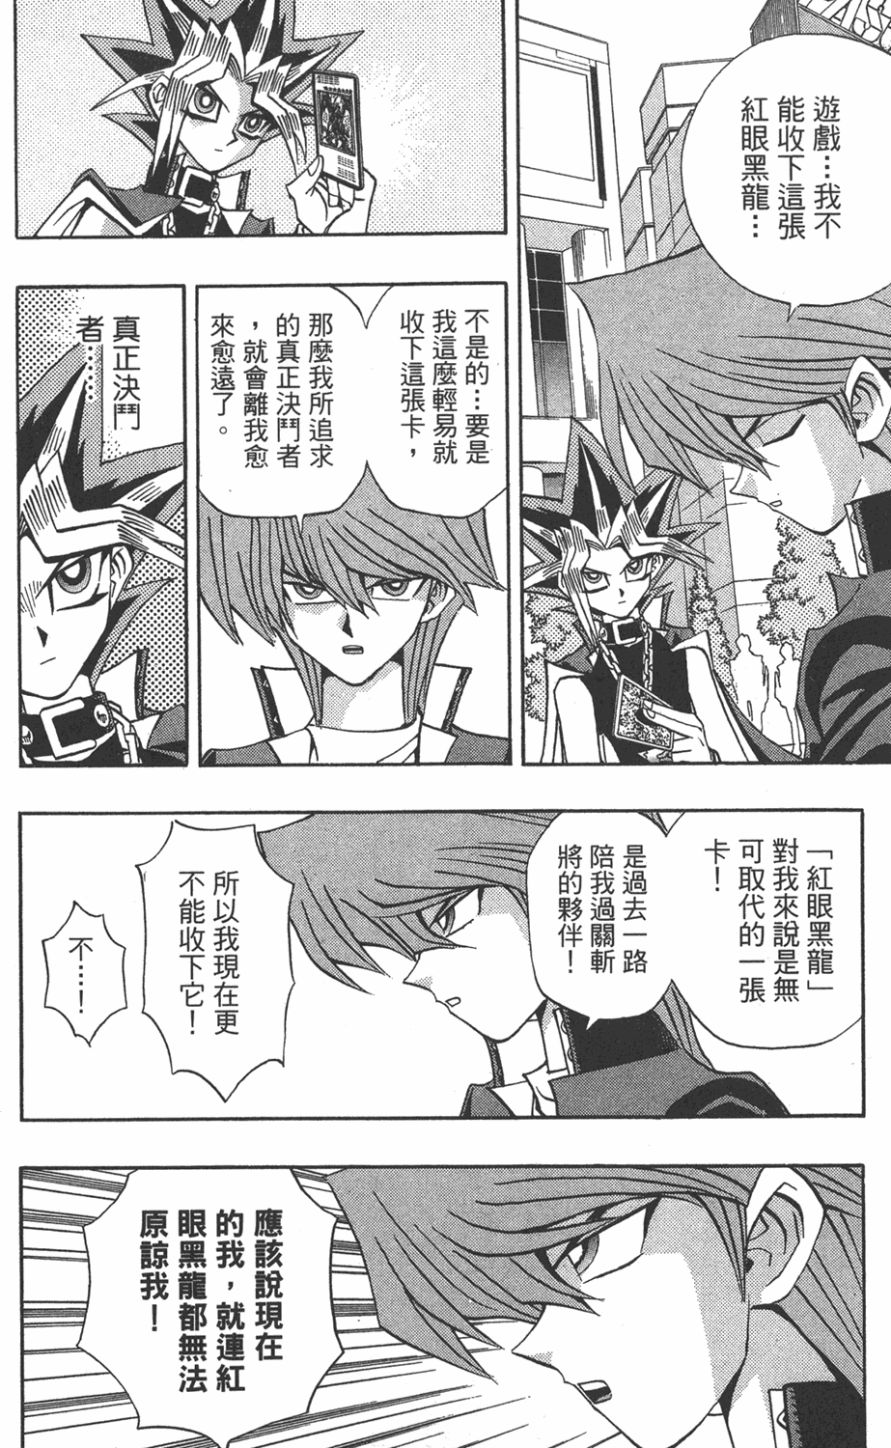 遊戲…我不
能收下這張
紅眼黑龍…
不是的…要是
我這麼輕易就
收下這張卡，
那麼我所追求
的真正決鬥者
，就會離我愈
來愈遠了。
真正決鬥
者……
「紅眼黑龍」
對我來說是無
可取代的一張
卡！
是過去一路
陪我過關斬
將的夥伴！
所以我現在更
不能收下它！
不…！
應該說現在
的我，就連紅
眼黑龍都無法
原諒我！